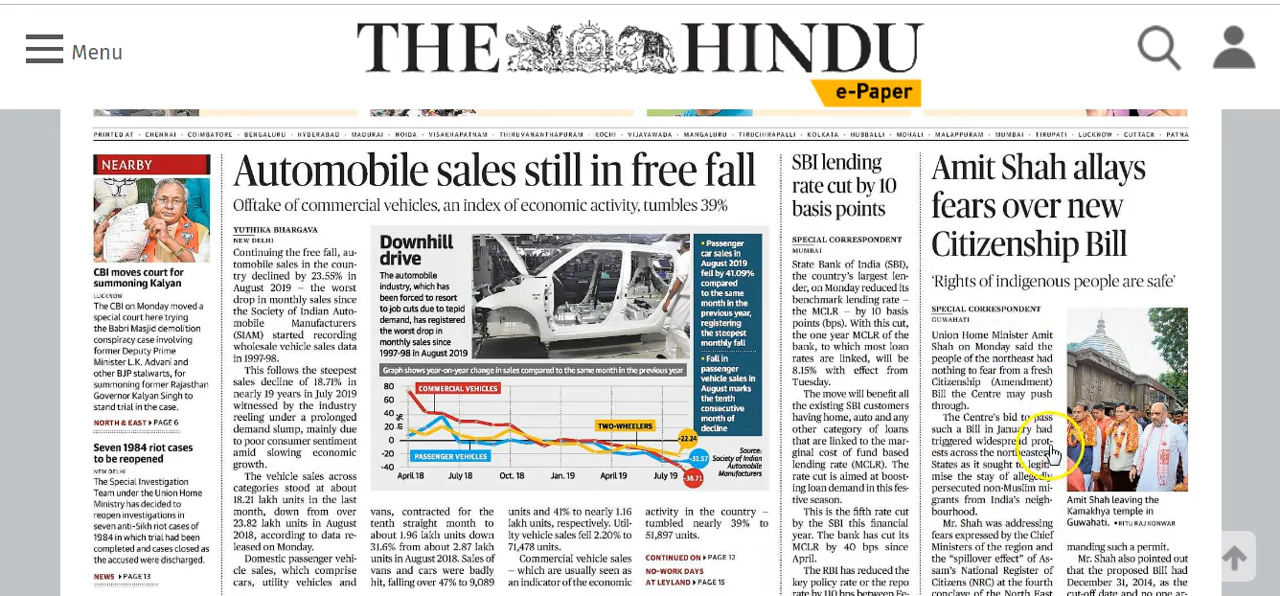 Menu
THE HINDU
e-Paper
PRINTED AT · CHENNAI · COIMBATORE · BENGALURU · HYDERABAD · MADURAI · NOIDA · VISAKHAPATNAM · THIRUVANANTHAPURAM · KOCHI · VIJAYAWADA · MANGALURU · TIRUCHIRAPALLI · KOLKATA · HUBBALLI · MOHALI · MALAPPURAM · MUMBAI · TIRUPATI · LUCKNOW · CUTTACK · PATNA
NEARBY
CBI moves court for
summoning Kalyan
LUCKNOW
The CBI on Monday moved a
special court here trying
the Babri Masjid demolition
conspiracy case involving
former Deputy Prime
Minister L.K. Advani and
other BJP stalwarts, for
summoning former Rajasthan
Governor Kalyan Singh to
stand trial in the case.
NORTH & EAST ▶ PAGE 6
Seven 1984 riot cases
to be reopened
NEW DELHI
The Special Investigation
Team under the Union Home
Ministry has decided to
reopen investigations in
seven anti-Sikh riot cases of
1984 in which trial had been
completed and cases closed as
the accused were discharged.
NEWS ▶ PAGE 13
Automobile sales still in free fall
Offtake of commercial vehicles, an index of economic activity, tumbles 39%
YUTHIKA BHARGAVA
NEW DELHI
Continuing the free fall, au-
tomobile sales in the coun-
try declined by 23.55% in
August 2019 – the worst
drop in monthly sales since
the Society of Indian Auto-
mobile Manufacturers
(SIAM) started recording
wholesale vehicle sales data
in 1997-98.
This follows the steepest
sales decline of 18.71% in
nearly 19 years in July 2019
witnessed by the industry
reeling under a prolonged
demand slump, mainly due
to poor consumer sentiment
amid slowing economic
growth.
The vehicle sales across
categories stood at about
18.21 lakh units in the last
month, down from over
23.82 lakh units in August
2018, according to data re-
leased on Monday.
Domestic passenger vehi-
cle sales, which comprise
cars, utility vehicles and
Downhill
drive
The automobile
industry, which has
been forced to resort
to job cuts due to tepid
demand, has registered
the worst drop in
monthly sales since
1997-98 in August 2019
• Passenger
car sales in
August 2019
fell by 41.09%
compared
to the same
month in the
previous year,
registering
the steepest
monthly fall
• Fall in
passenger
vehicle sales in
August marks
the tenth
consecutive
month of
decline
Graph shows year-on-year change in sales compared to the same month in the previous year
80
60
40
20
0
-20
-40
in %
COMMERCIAL VEHICLES
TWO-WHEELERS
PASSENGER VEHICLES
-22.24
-31.57
-38.71
April 18
July 18
Oct. 18
Jan. 19
April 19
July 19
Source:
Society of Indian
Automobile
Manufacturers
vans, contracted for the
tenth straight month to
about 1.96 lakh units down
31.6% from about 2.87 lakh
units in August 2018. Sales of
vans and cars were badly
hit, falling over 47% to 9,089
units and 41% to nearly 1.16
lakh units, respectively. Util-
ity vehicle sales fell 2.20% to
71,478 units.
Commercial vehicle sales
– which are usually seen as
an indicator of the economic
activity in the country –
tumbled nearly 39% to
51,897 units.
CONTINUED ON ▶ PAGE 12
NO-WORK DAYS
AT LEYLAND ▶ PAGE 15
SBI lending
rate cut by 10
basis points
SPECIAL CORRESPONDENT
MUMBAI
State Bank of India (SBI),
the country's largest len-
der, on Monday reduced its
benchmark lending rate –
the MCLR – by 10 basis
points (bps). With this cut,
the one year MCLR of the
bank, to which most loan
rates are linked, will be
8.15% with effect from
Tuesday.
The move will benefit all
the existing SBI customers
having home, auto and any
other category of loans
that are linked to the mar-
ginal cost of fund based
lending rate (MCLR). The
rate cut is aimed at boost-
ing loan demand in this fes-
tive season.
This is the fifth rate cut
by the SBI this financial
year. The bank has cut its
MCLR by 40 bps since
April.
The RBI has reduced the
key policy rate or the repo
rate by 110 bps between Fe-
Amit Shah allays
fears over new
Citizenship Bill
‘Rights of indigenous people are safe’
SPECIAL CORRESPONDENT
GUWAHATI
Union Home Minister Amit
Shah on Monday said the
people of the northeast had
nothing to fear from a fresh
Citizenship (Amendment)
Bill the Centre may push
through.
The Centre's bid to pass
such a Bill in January had
triggered widespread prot-
ests across the northeastern
States as it sought to legiti-
mise the stay of allegedly
persecuted non-Muslim mi-
grants from India's neigh-
bourhood.
Mr. Shah was addressing
fears expressed by the Chief
Ministers of the region and
the “spillover effect” of As-
sam's National Register of
Citizens (NRC) at the fourth
conclave of the North East
Amit Shah leaving the
Kamakhya temple in
Guwahati. •RITU RAJ KONWAR
manding such a permit.
Mr. Shah also pointed out
that the proposed Bill had
December 31, 2014, as the
cut-off date and no one ar-